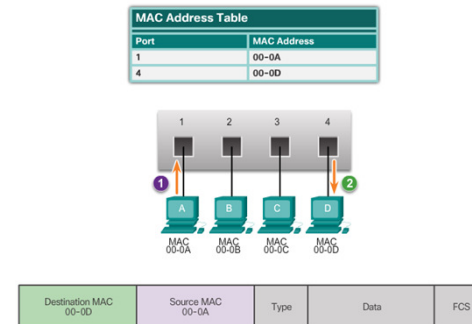 MAC Address Table
Port MAC Address
1 00-0A
4 00-0D
1 2 3 4
1 2
A B C D
MAC MAC MAC MAC
00-0A 00-0B 00-0C 00-0D
Destination MAC Source MAC Type Data FCS
00-0D 00-0A